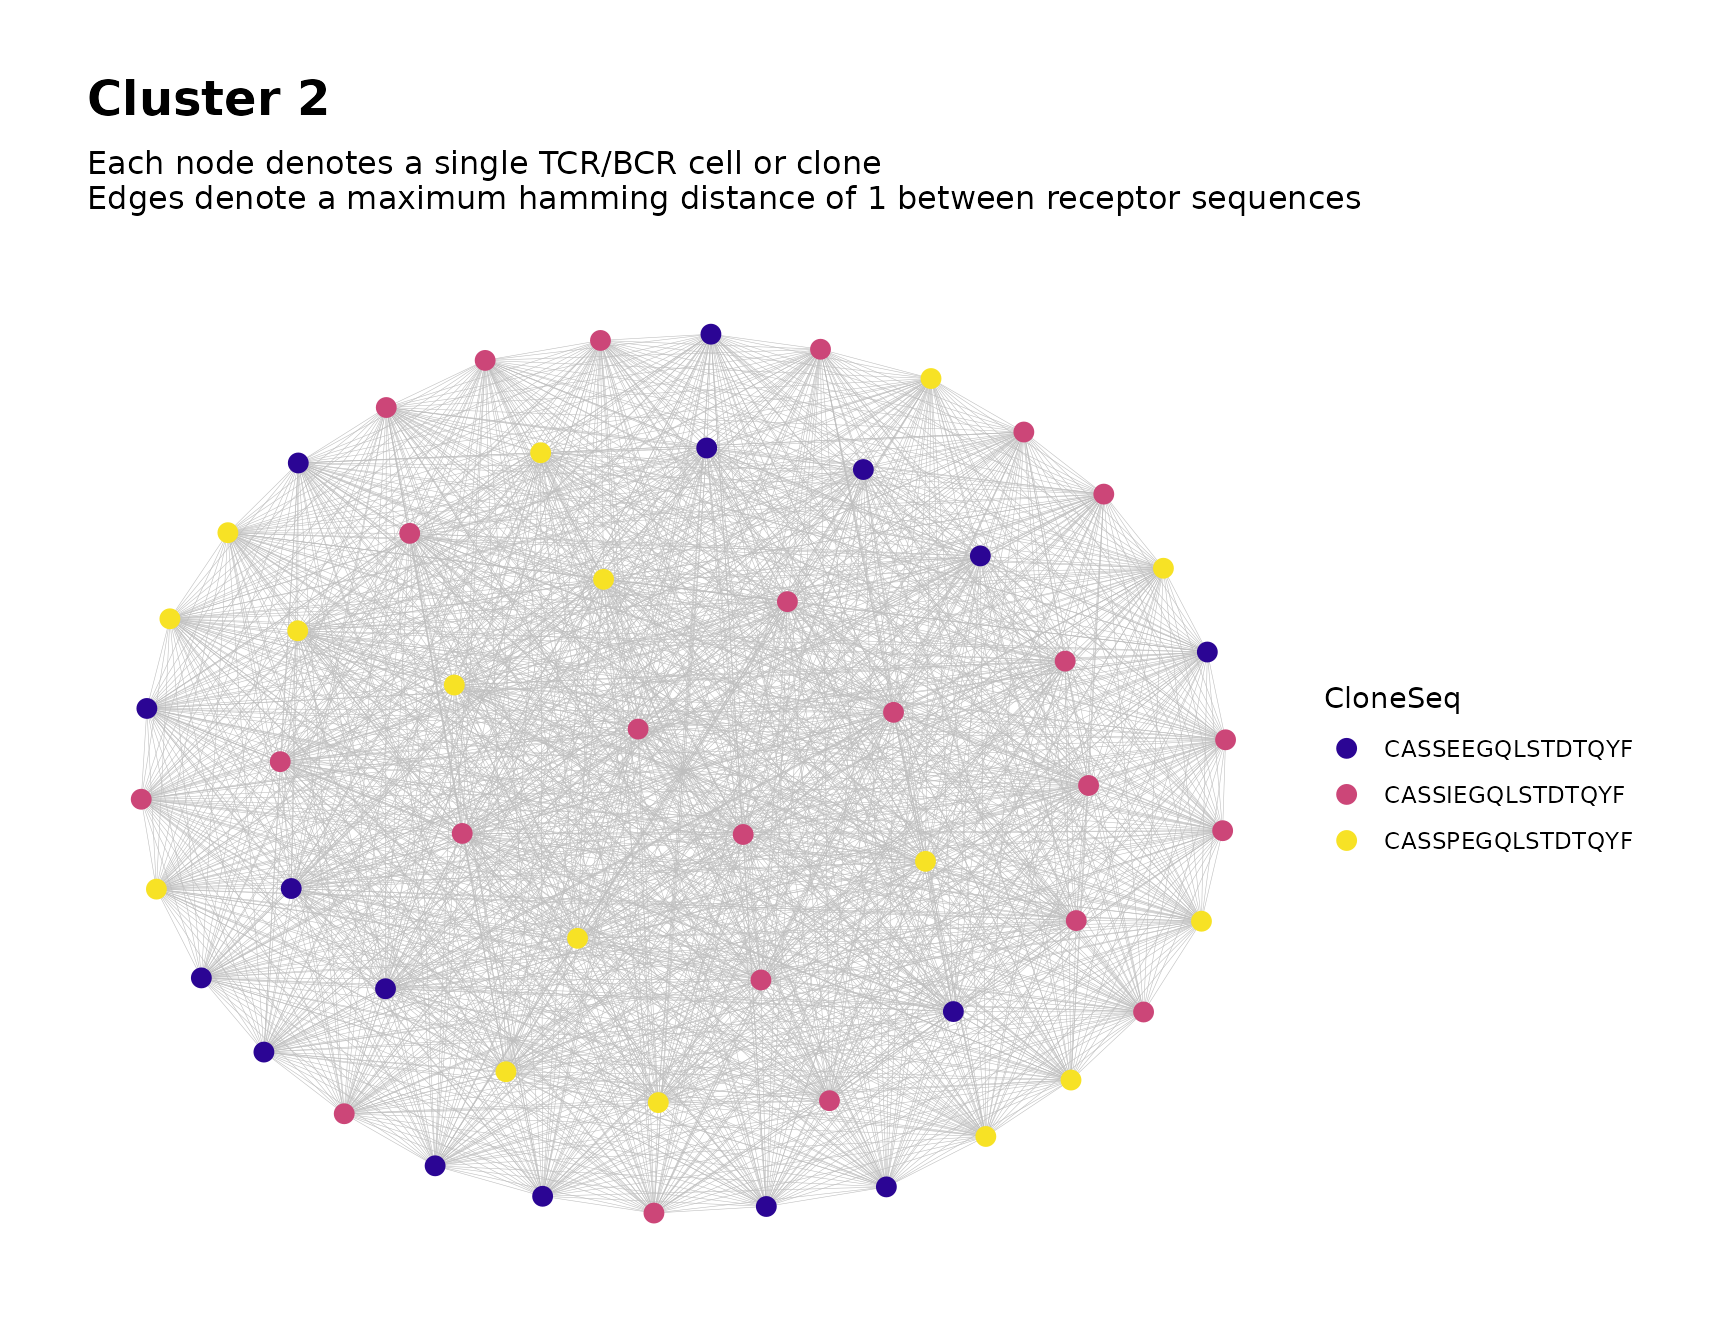 Cluster 2
Each node denotes a single TCR/BCR cell or clone
Edges denote a maximum hamming distance of 1 between receptor sequences
CloneSeq
CASSEEGQLSTDTQYF
CASSIEGQLSTDTQYF
CASSPEGQLSTDTQYF